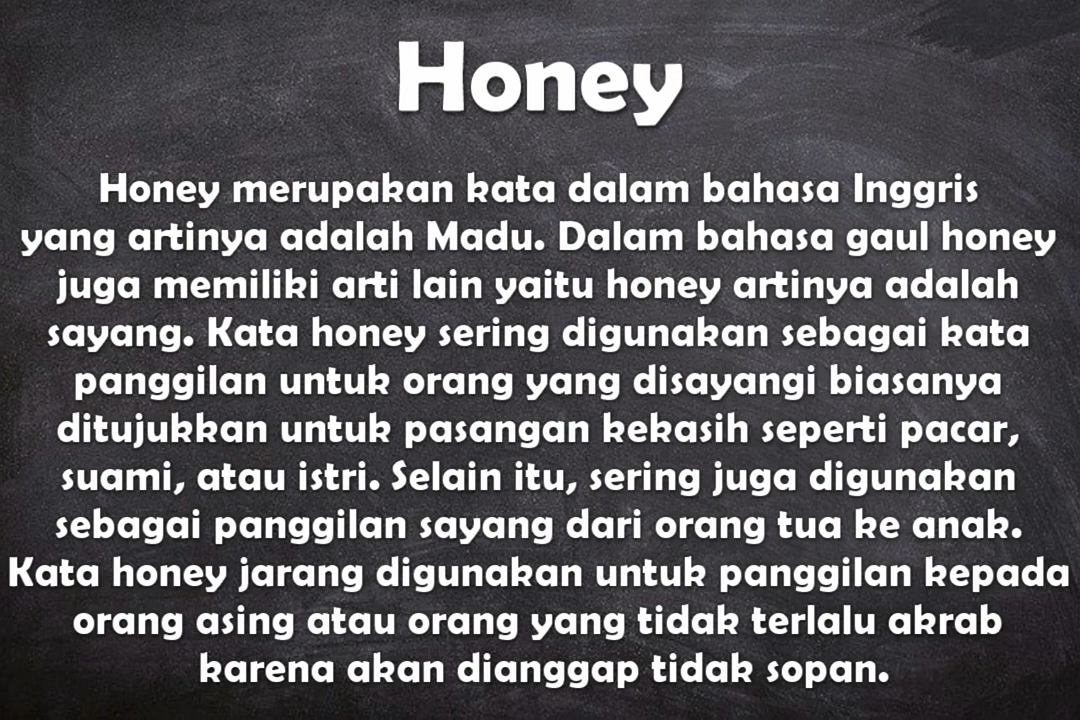 Honey
Honey merupakan kata dalam bahasa Inggris
yang artinya adalah Madu. Dalam bahasa gaul honey
juga memiliki arti lain yaitu honey artinya adalah
sayang. Kata honey sering digunakan sebagai kata
panggilan untuk orang yang disayangi biasanya
ditujukkan untuk pasangan kekasih seperti pacar,
suami, atau istri. Selain itu, sering juga digunakan
sebagai panggilan sayang dari orang tua ke anak.
Kata honey jarang digunakan untuk panggilan kepada
orang asing atau orang yang tidak terlalu akrab
karena akan dianggap tidak sopan.